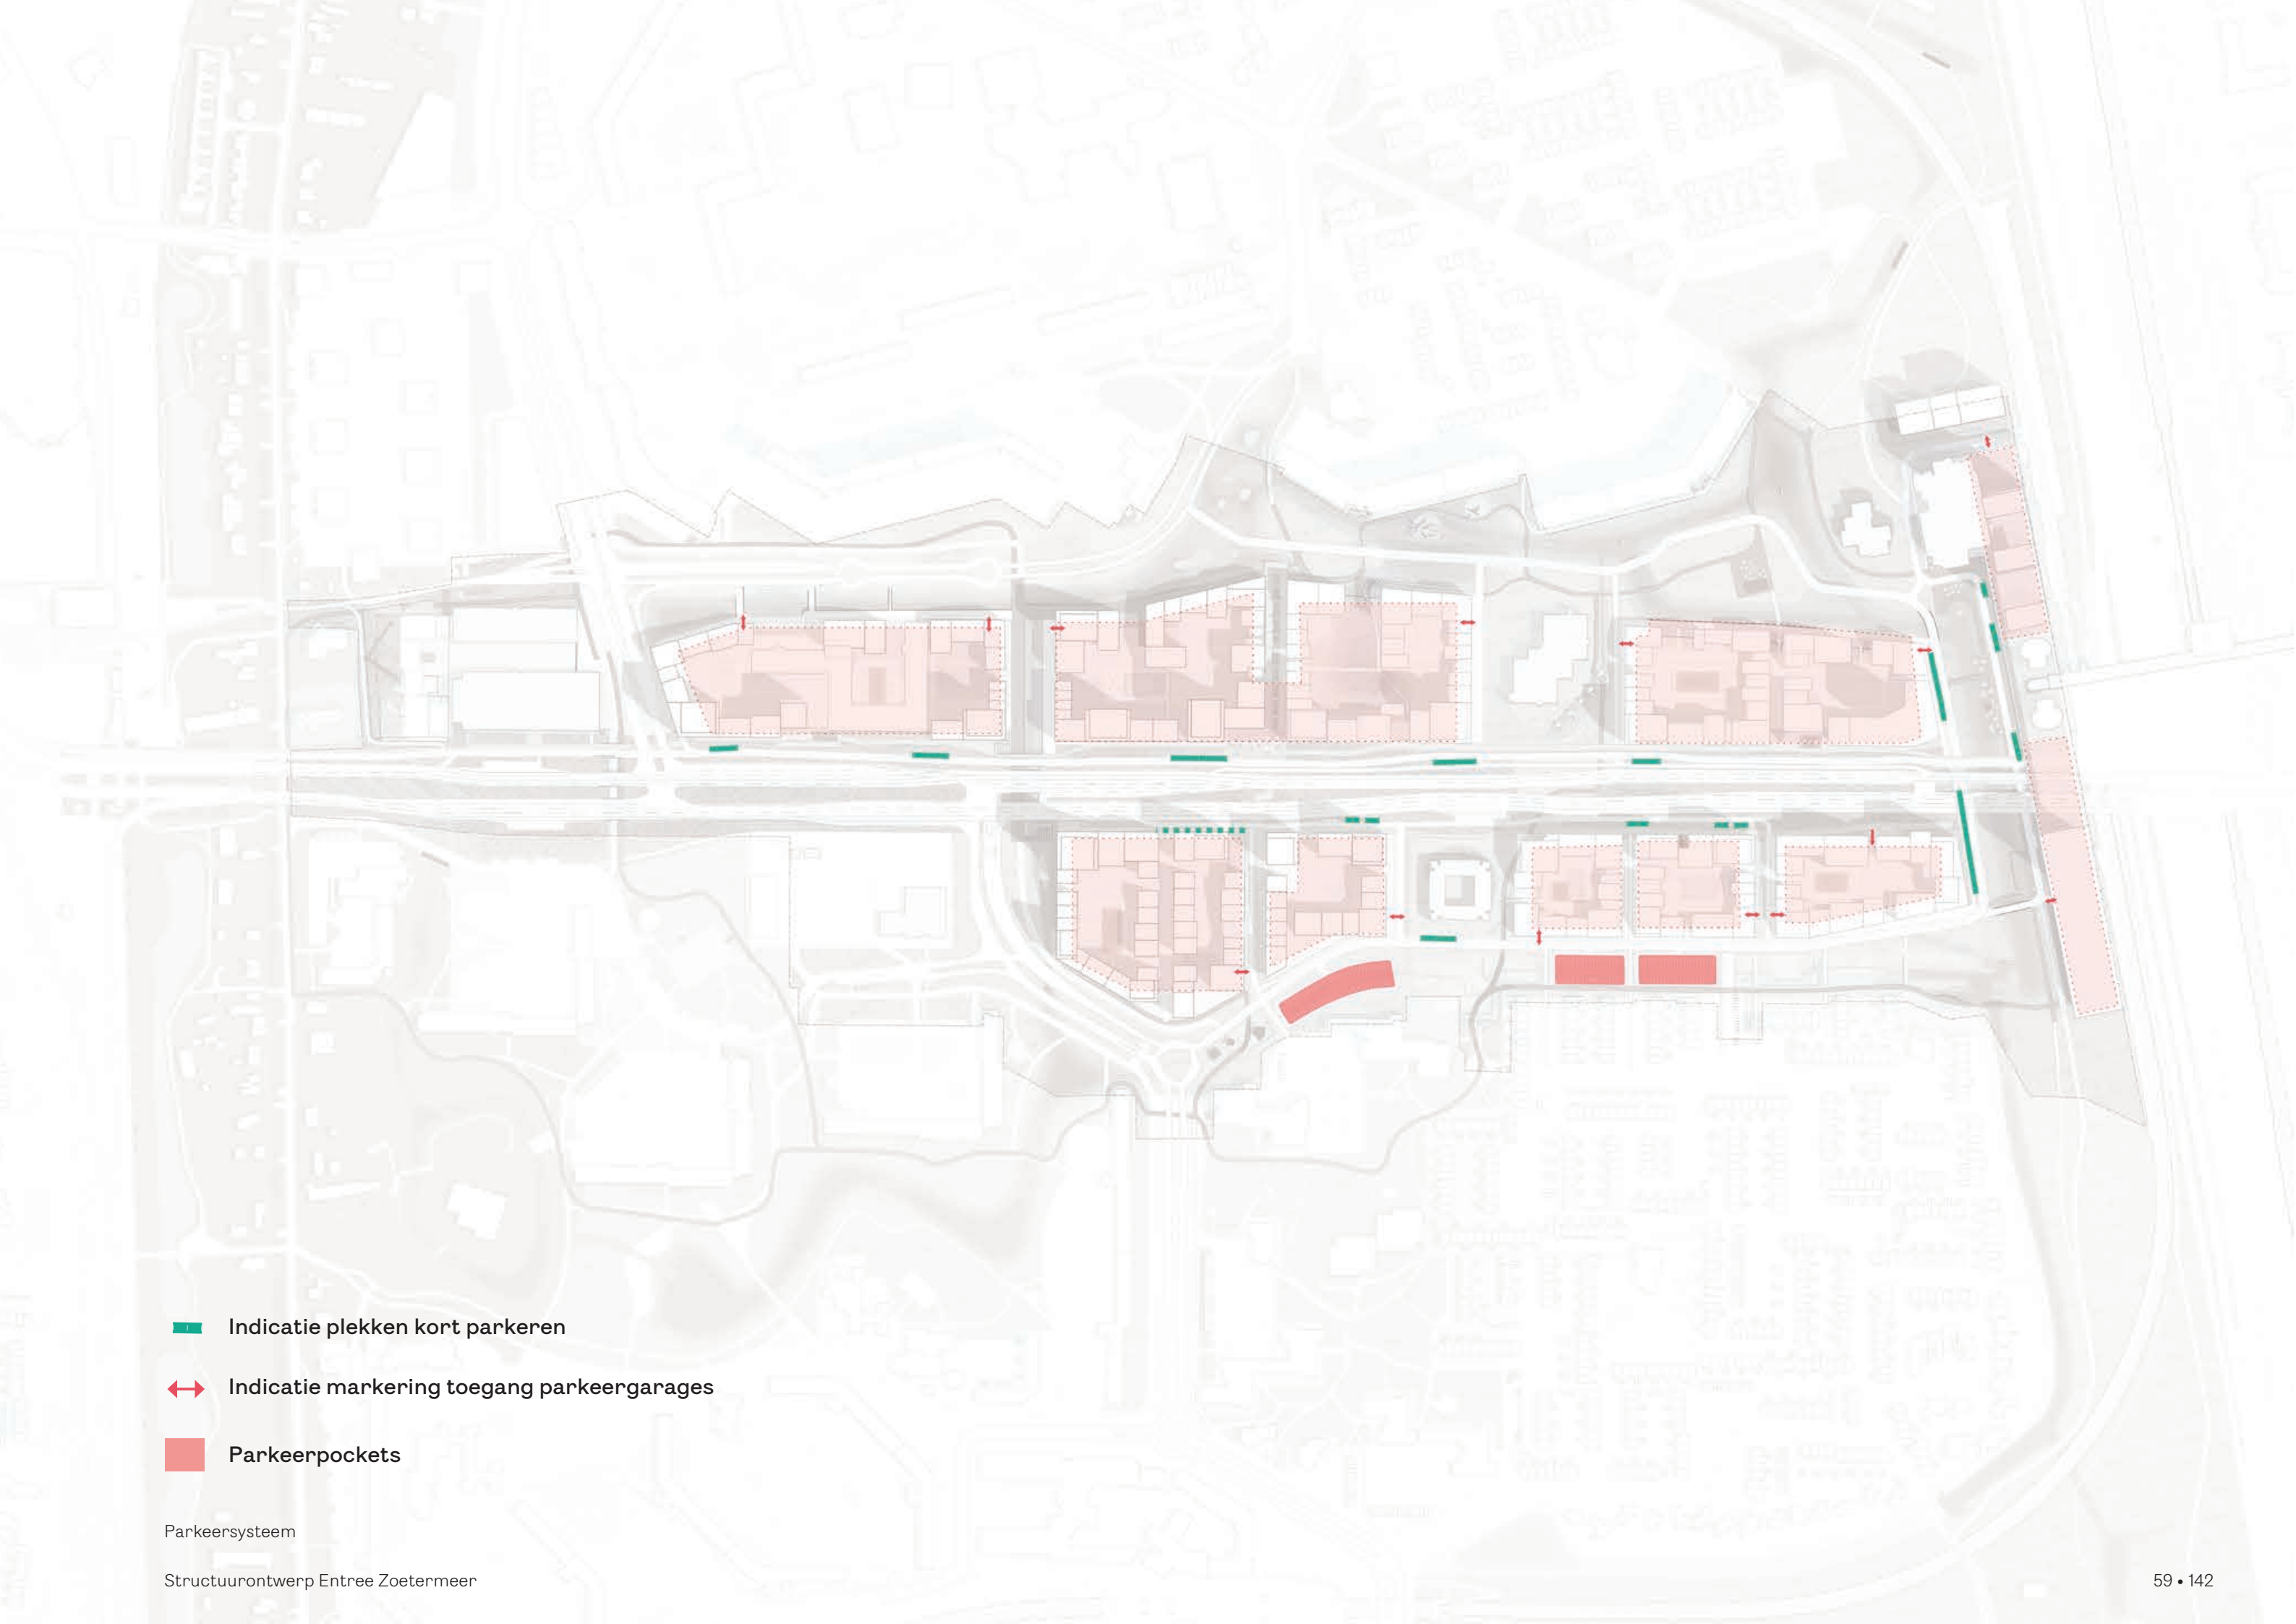 Indicatie plekken kort parkeren
Indicatie markering toegang parkeergarages
Parkeerpockets
Parkeersysteem
Structuurontwerp Entree Zoetermeer
59 • 142